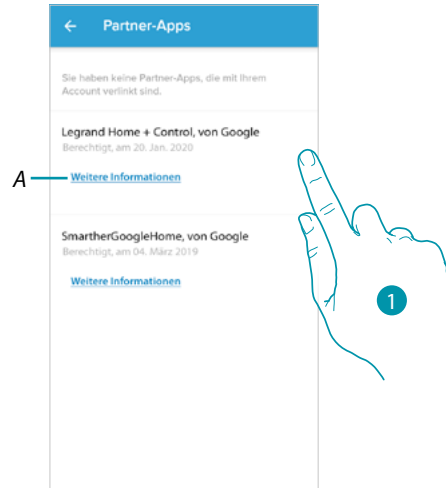 ← Partner-Apps
Sie haben keine Partner-Apps, die mit Ihrem
Account verlinkt sind.
Legrand Home + Control, von Google
Berechtigt, am 20. Jan. 2020
A
Weitere Informationen
SmartherGoogleHome, von Google
Berechtigt, am 04. März 2019
Weitere Informationen
1